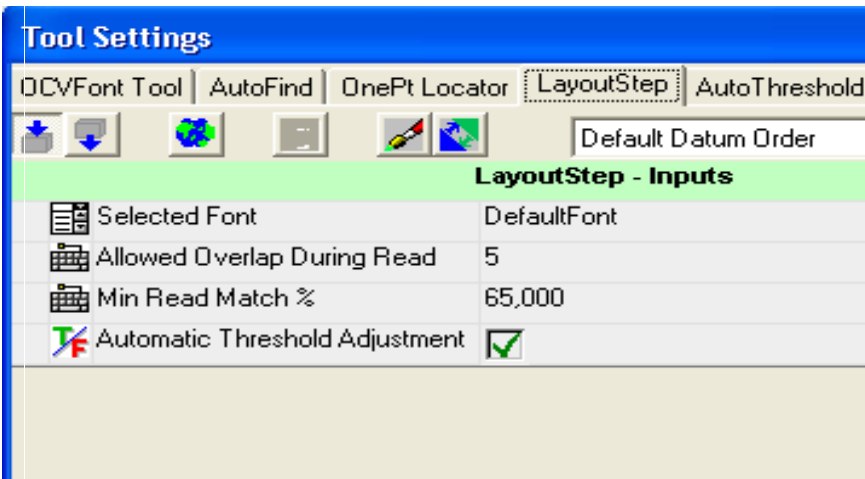 Tool Settings
OCVFont Tool AutoFind OnePt Locator LayoutStep AutoThreshold
Default Datum Order
LayoutStep - Inputs
Selected Font DefaultFont
Allowed Overlap During Read 5
Min Read Match % 65,000
T/F Automatic Threshold Adjustment